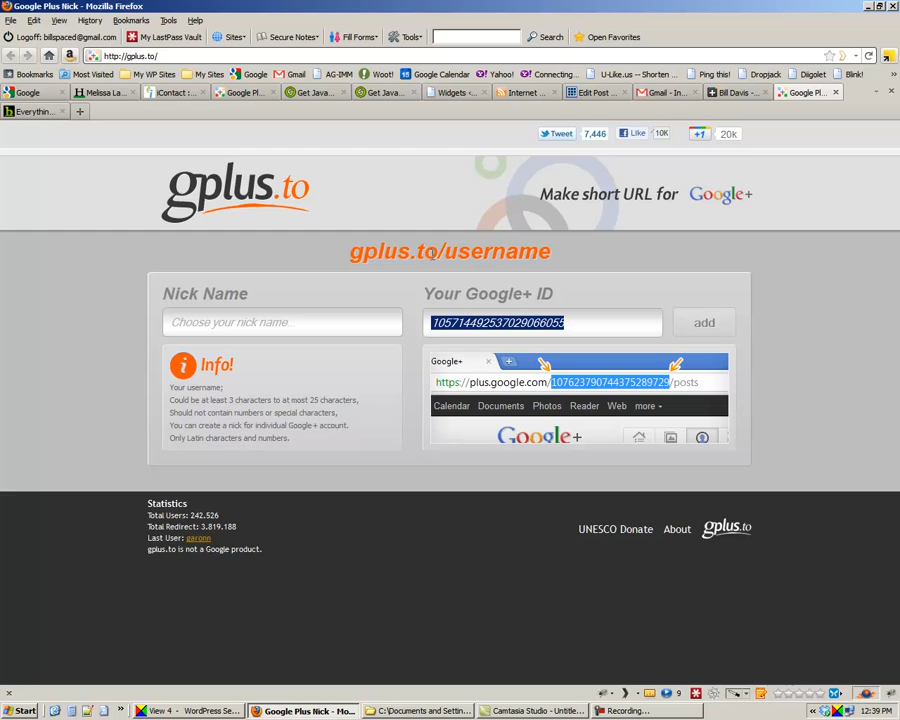 Google Plus Nick - Mozilla Firefox
File Edit View History Bookmarks Tools Help
Logoff: billspaced@gmail.com My LastPass Vault Sites Secure Notes Fill Forms Tools Search Open Favorites
http://gplus.to/
Bookmarks Most Visited My WP Sites My Sites Google Gmail AG-IMM Woot! Google Calendar Yahoo! Connecting... U-Like.us -- Shorten ... Ping this! Dropjack Diigolet Blink!
Google Melissa La... iContact : ... Google Pl... Get Java... Get Java... Widgets ‹... Internet ... Edit Post ... Gmail - In... Bill Davis -... Google Pl...
Everythin...
Tweet 7,446 Like 10K +1 20k
gplus.to
Make short URL for Google+
gplus.to/username
Nick Name Your Google+ ID
Choose your nick name... 105714492537029066055 add
Info!
Your username;
Could be at least 3 characters to at most 25 characters,
Should not contain numbers or special characters,
You can create a nick for individual Google+ account.
Only Latin characters and numbers.
Google+
https://plus.google.com/107623790744375289729/posts
Calendar Documents Photos Reader Web more
Google+
Statistics
Total Users: 242.526
Total Redirect: 3.819.188
Last User: garonn
gplus.to is not a Google product.
UNESCO Donate About gplus.to
9
Start View 4 - WordPress Se... Google Plus Nick - Mo... C:\Documents and Settin... Camtasia Studio - Untitle... Recording... 12:39 PM